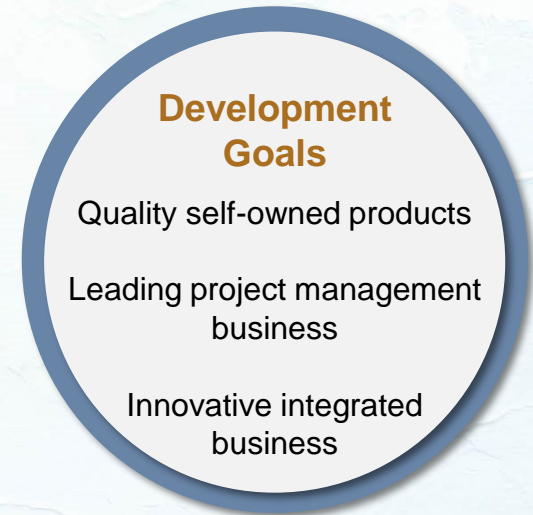 Development
Goals
Quality self-owned products
Leading project management
business
Innovative integrated
business